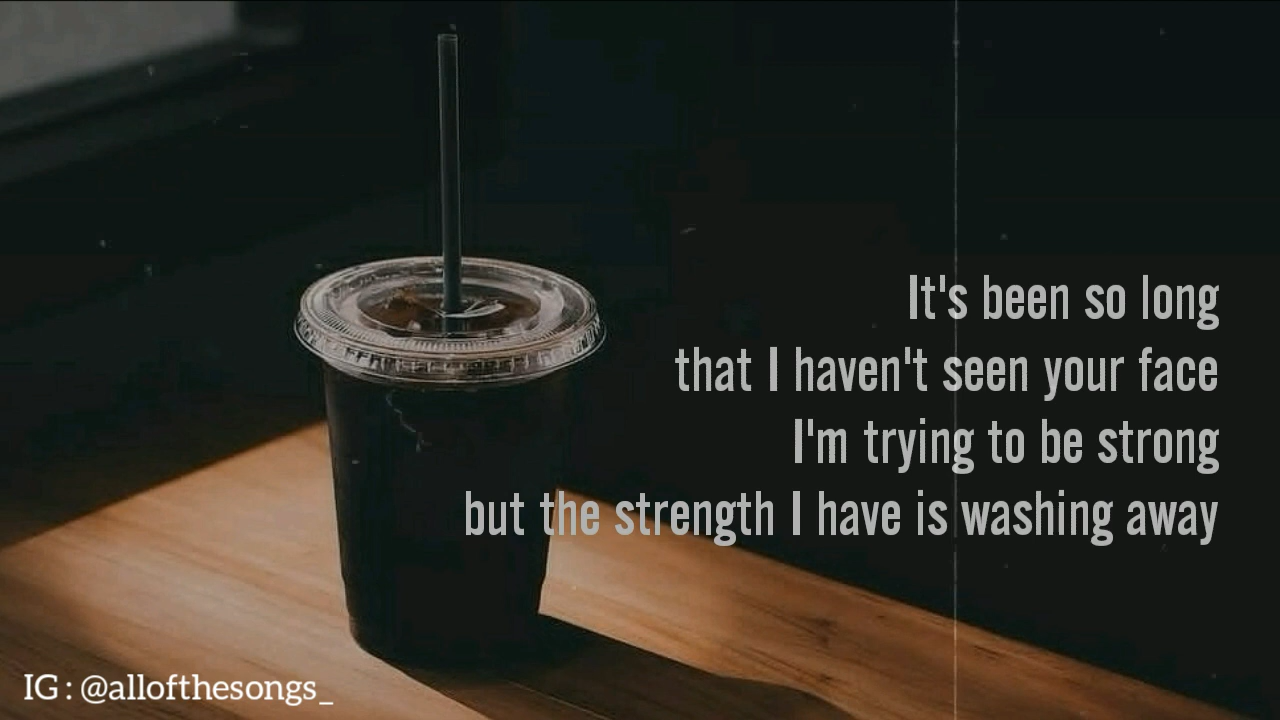 It's been so long
that I haven't seen your face
I'm trying to be strong
but the strength I have is washing away
IG : @allofthesongs_